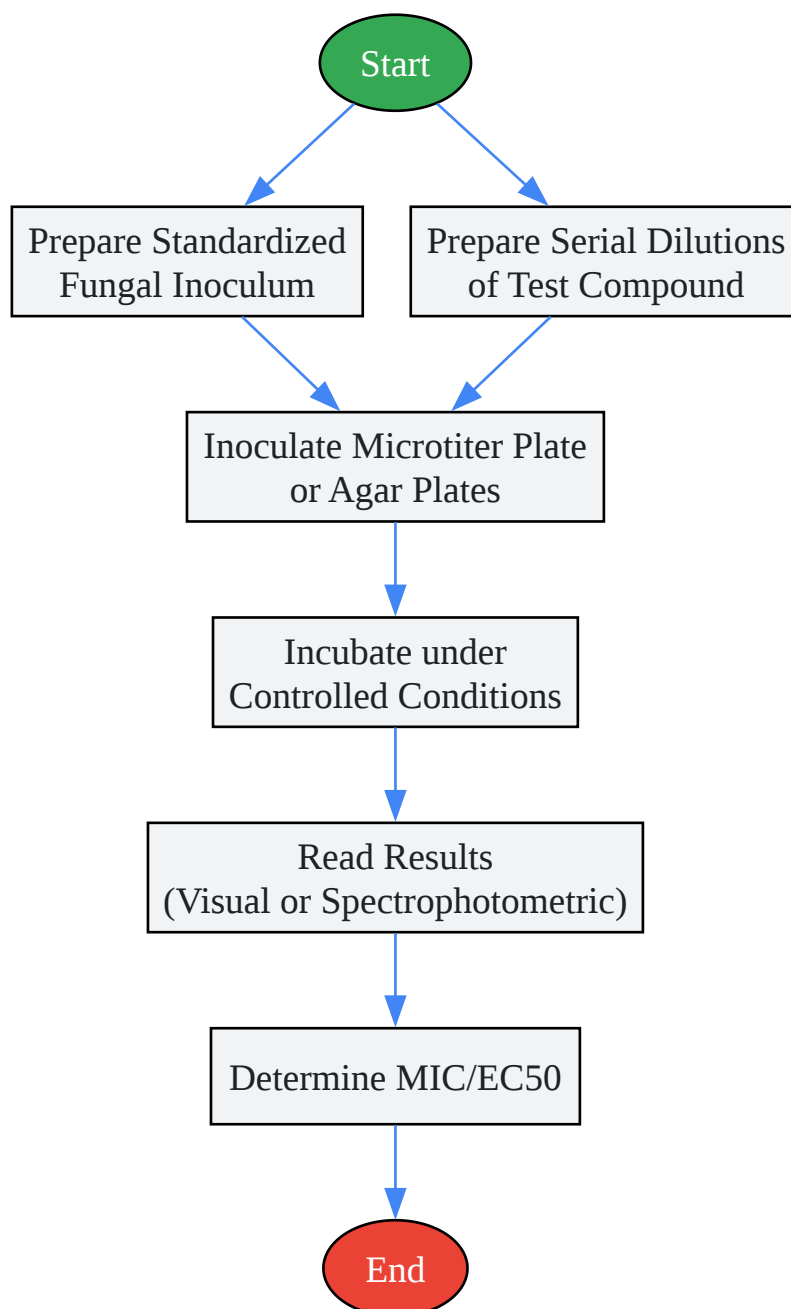 Start
Prepare Standardized
Fungal Inoculum
Prepare Serial Dilutions
of Test Compound
Inoculate Microtiter Plate
or Agar Plates
Incubate under
Controlled Conditions
Read Results
(Visual or Spectrophotometric)
Determine MIC/EC50
End